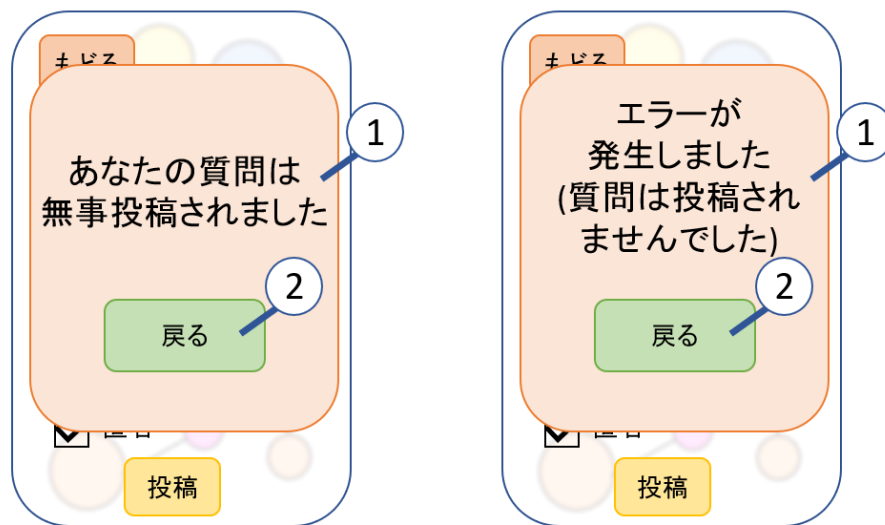 あなたの質問は
無事投稿されました
1
2
戻る
投稿
エラーが
発生しました
(質問は投稿され
ませんでした)
1
2
戻る
投稿